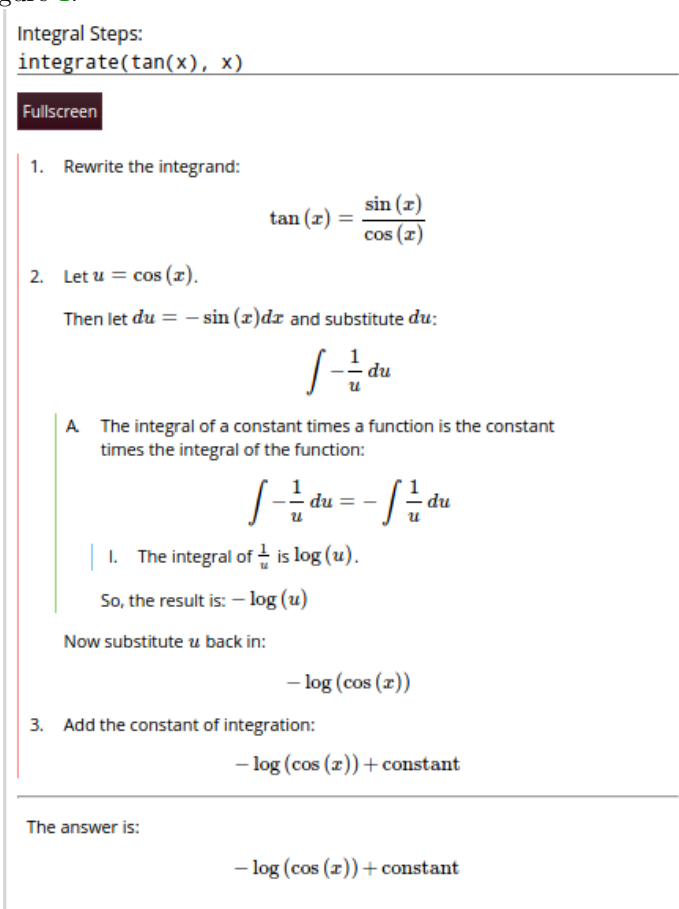 gure 1.
Integral Steps:
integrate(tan(x), x)
Fullscreen
1. Rewrite the integrand:
tan (x) = sin (x) / cos (x)
2. Let u = cos (x).
Then let du = − sin (x)dx and substitute du:
∫ −1/u du
A. The integral of a constant times a function is the constant
times the integral of the function:
∫ −1/u du = − ∫ 1/u du
I. The integral of 1/u is log (u).
So, the result is: − log (u)
Now substitute u back in:
− log (cos (x))
3. Add the constant of integration:
− log (cos (x)) + constant
The answer is:
− log (cos (x)) + constant